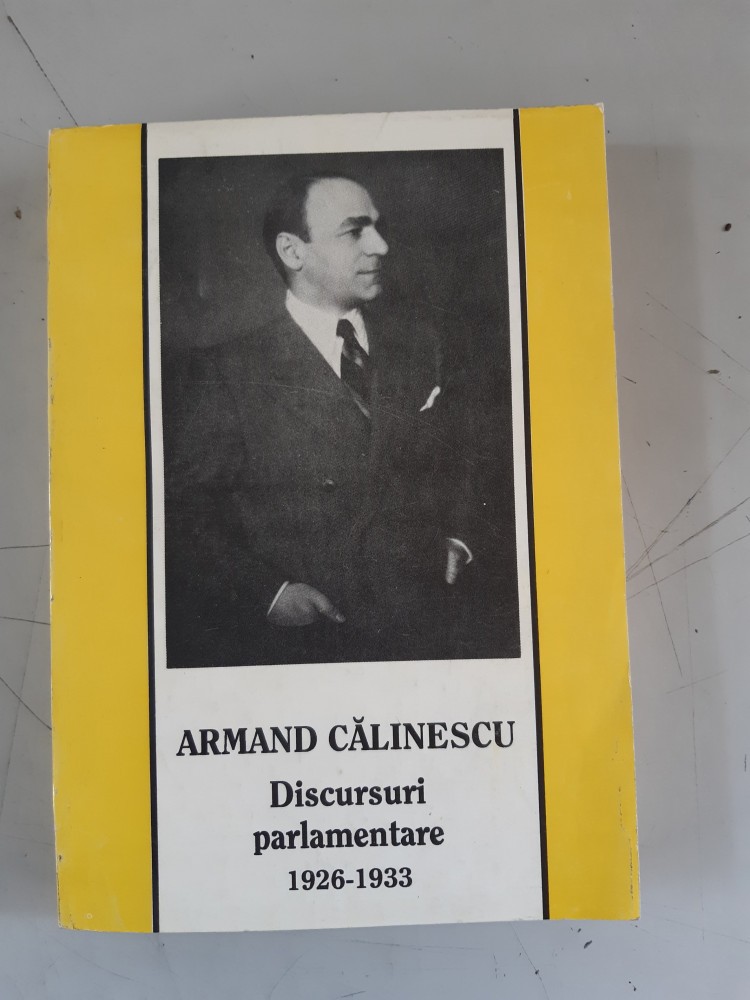 ARMAND CĂLINESCU
Discursuri
parlamentare
1926-1933